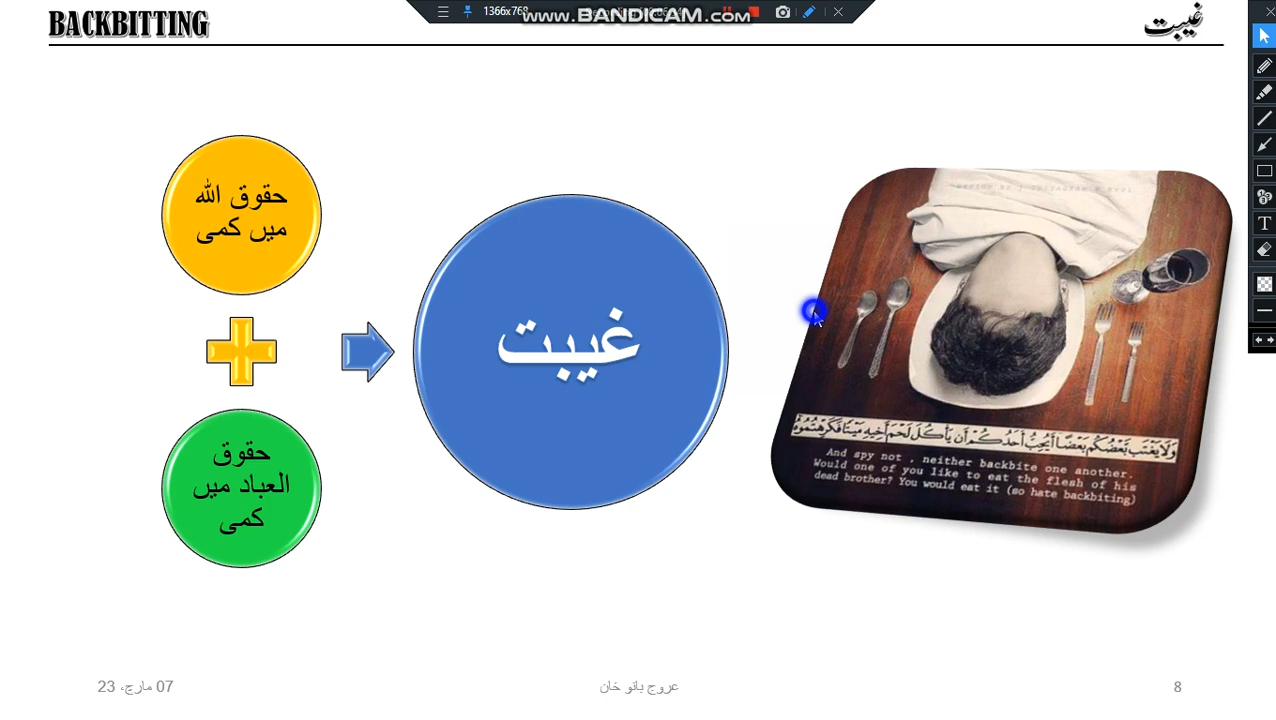 BACKBITTING
1366x768
www.BANDICAM.com
غیبت
حقوق اللہ
میں کمی
حقوق
العباد میں
کمی
غیبت
وَلَا يَغْتَب بَّعْضُكُم بَعْضًا أَيُحِبُّ أَحَدُكُمْ أَن يَأْكُلَ لَحْمَ أَخِيهِ مَيْتًا فَكَرِهْتُمُوهُ
And spy not , neither backbite one another.
Would one of you like to eat the flesh of his
dead brother? You would eat it (so hate backbiting)
07 مارچ، 23
عروج بانو خان
8